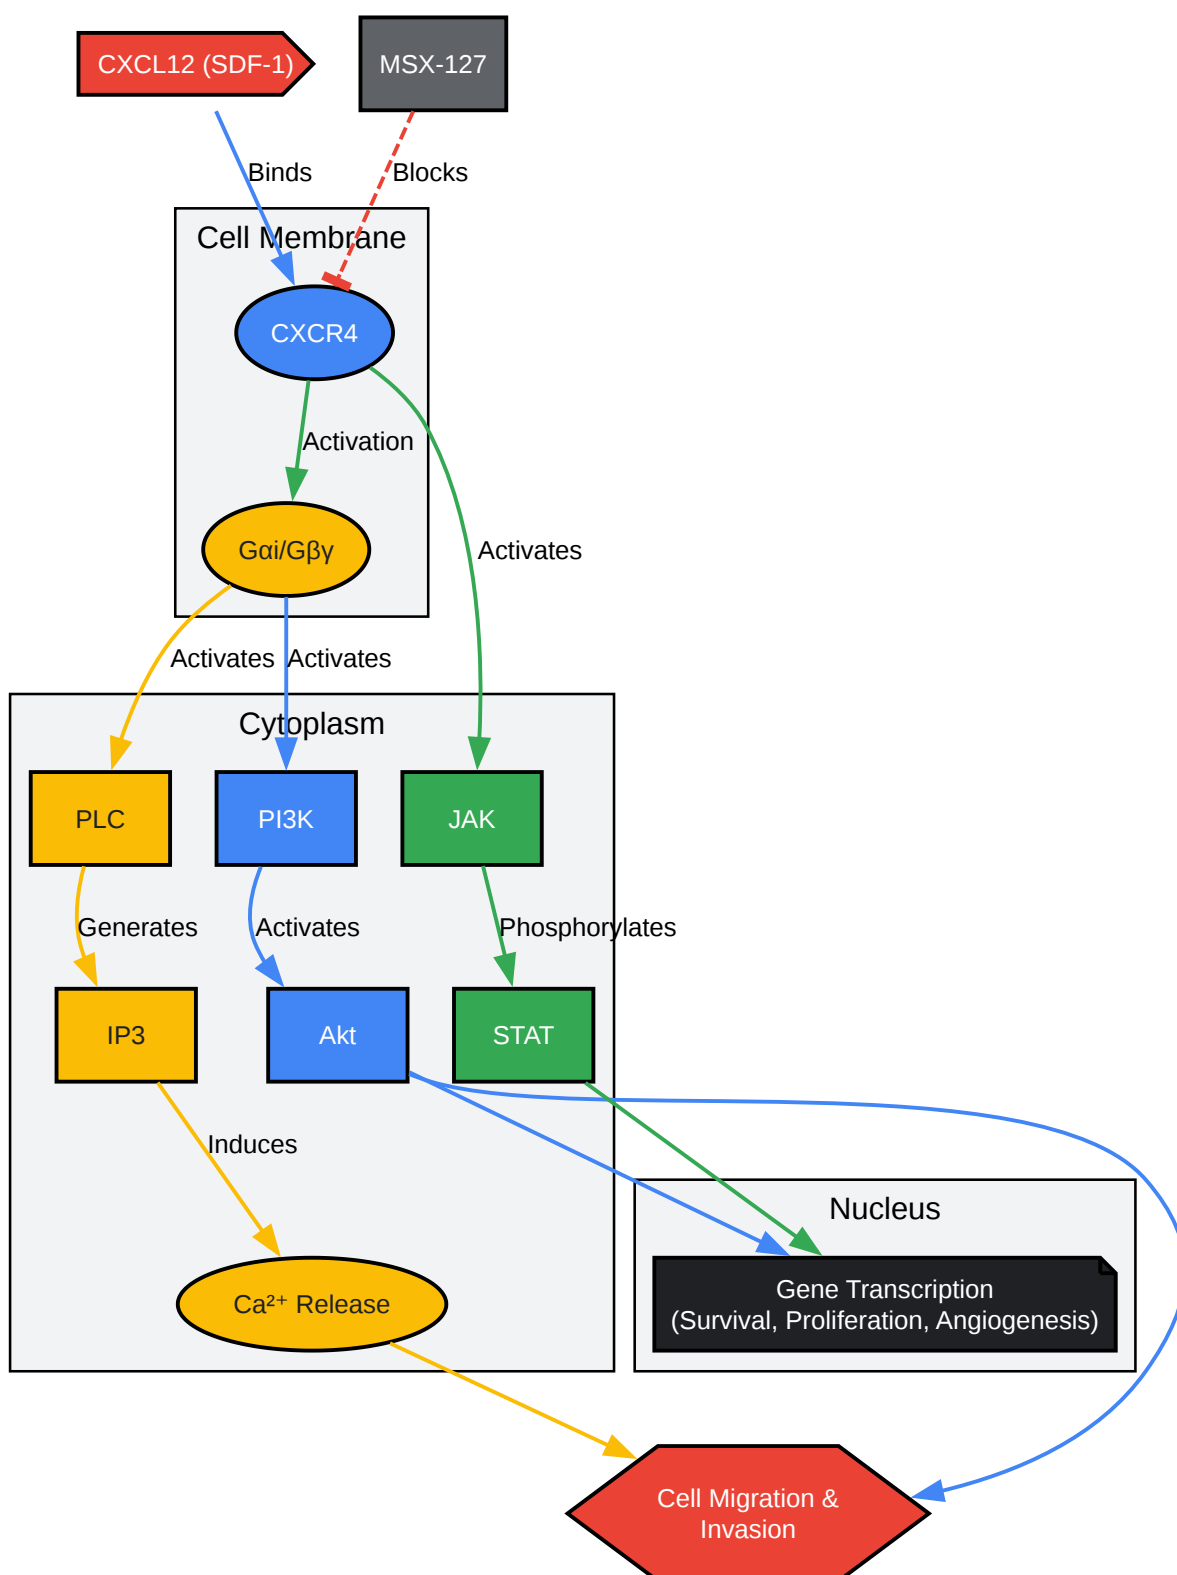 CXCL12 (SDF-1)
MSX-127
Binds
Blocks
Cell Membrane
CXCR4
Activation
Gαi/Gβγ
Activates
Activates
Activates
Cytoplasm
PLC
PI3K
JAK
Generates
Activates
Phosphorylates
IP3
Akt
STAT
Induces
Nucleus
Ca²⁺ Release
Gene Transcription
(Survival, Proliferation, Angiogenesis)
Cell Migration &
Invasion